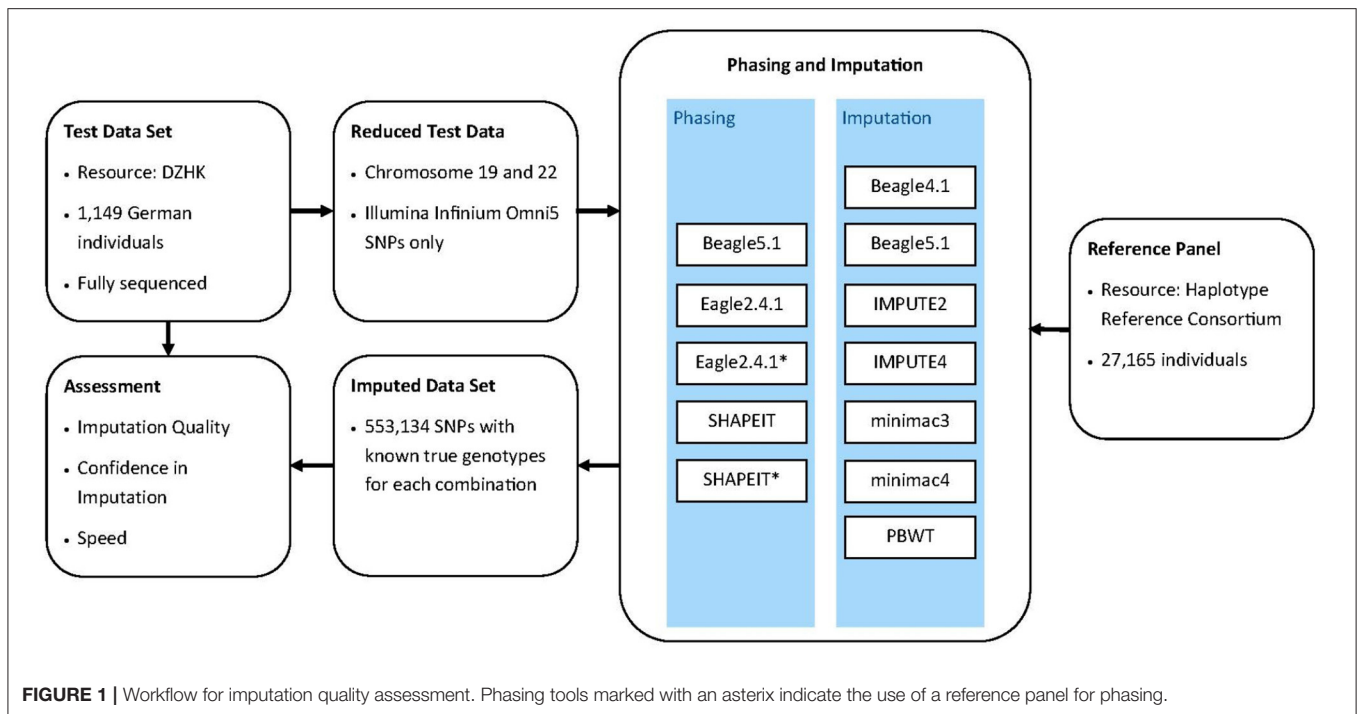 Test Data Set
• Resource: DZHK
• 1,149 German
individuals
• Fully sequenced
Reduced Test Data
• Chromosome 19 and 22
• Illumina Infinium Omni5
SNPs only
Phasing and Imputation
Phasing
Beagle5.1
Eagle2.4.1
Eagle2.4.1*
SHAPEIT
SHAPEIT*
Imputation
Beagle4.1
Beagle5.1
IMPUTE2
IMPUTE4
minimac3
minimac4
PBWT
Reference Panel
• Resource: Haplotype
Reference Consortium
• 27,165 individuals
Imputed Data Set
• 553,134 SNPs with
known true genotypes
for each combination
Assessment
• Imputation Quality
• Confidence in
Imputation
• Speed
FIGURE 1 | Workflow for imputation quality assessment. Phasing tools marked with an asterix indicate the use of a reference panel for phasing.